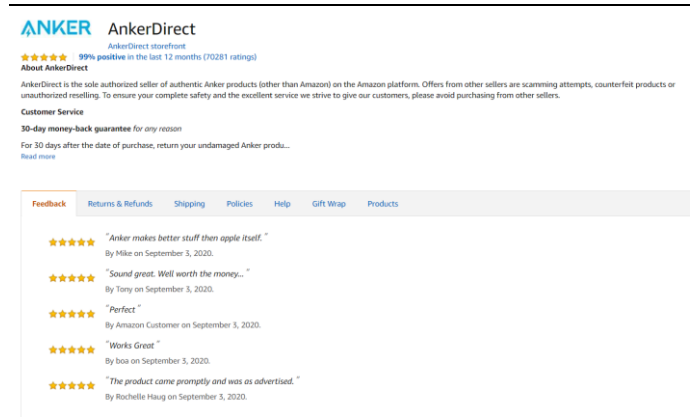 ANKER AnkerDirect
AnkerDirect storefront
99% positive in the last 12 months (70281 ratings)
About AnkerDirect
AnkerDirect is the sole authorized seller of authentic Anker products (other than Amazon) on the Amazon platform. Offers from other sellers are scamming attempts, counterfeit products or
unauthorized reselling. To ensure your complete safety and the excellent service we strive to give our customers, please avoid purchasing from other sellers.
Customer Service
30-day money-back guarantee for any reason
For 30 days after the date of purchase, return your undamaged Anker produ...
Read more
Feedback Returns & Refunds Shipping Policies Help Gift Wrap Products
"Anker makes better stuff then apple itself. "
By Mike on September 3, 2020.
"Sound great. Well worth the money... "
By Tony on September 3, 2020.
"Perfect "
By Amazon Customer on September 3, 2020.
"Works Great "
By boa on September 3, 2020.
"The product came promptly and was as advertised. "
By Rochelle Haug on September 3, 2020.